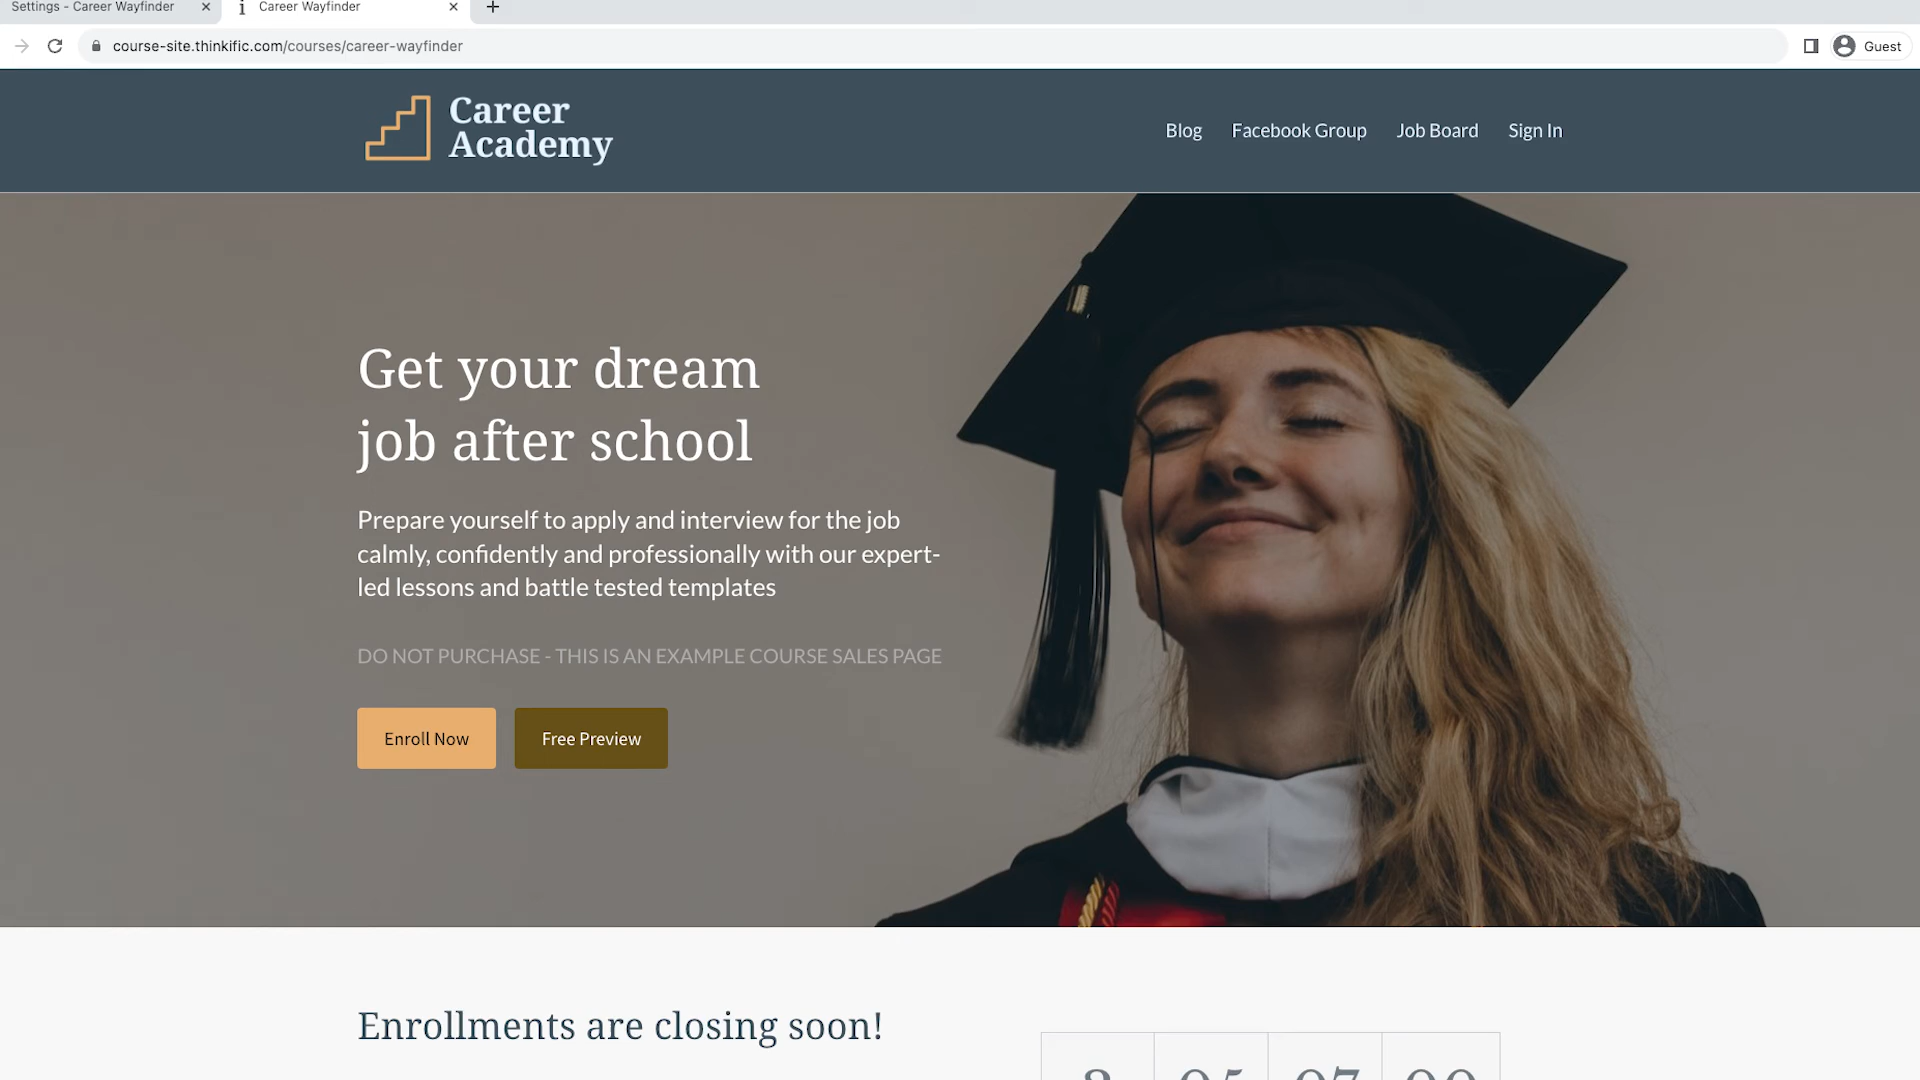 Settings - Career Wayfinder
Career Wayfinder
course-site.thinkific.com/courses/career-wayfinder
Guest
Career
Academy
Blog
Facebook Group
Job Board
Sign In
Get your dream
job after school
Prepare yourself to apply and interview for the job
calmly, confidently and professionally with our expert-
led lessons and battle tested templates
DO NOT PURCHASE - THIS IS AN EXAMPLE COURSE SALES PAGE
Enroll Now
Free Preview
Enrollments are closing soon!